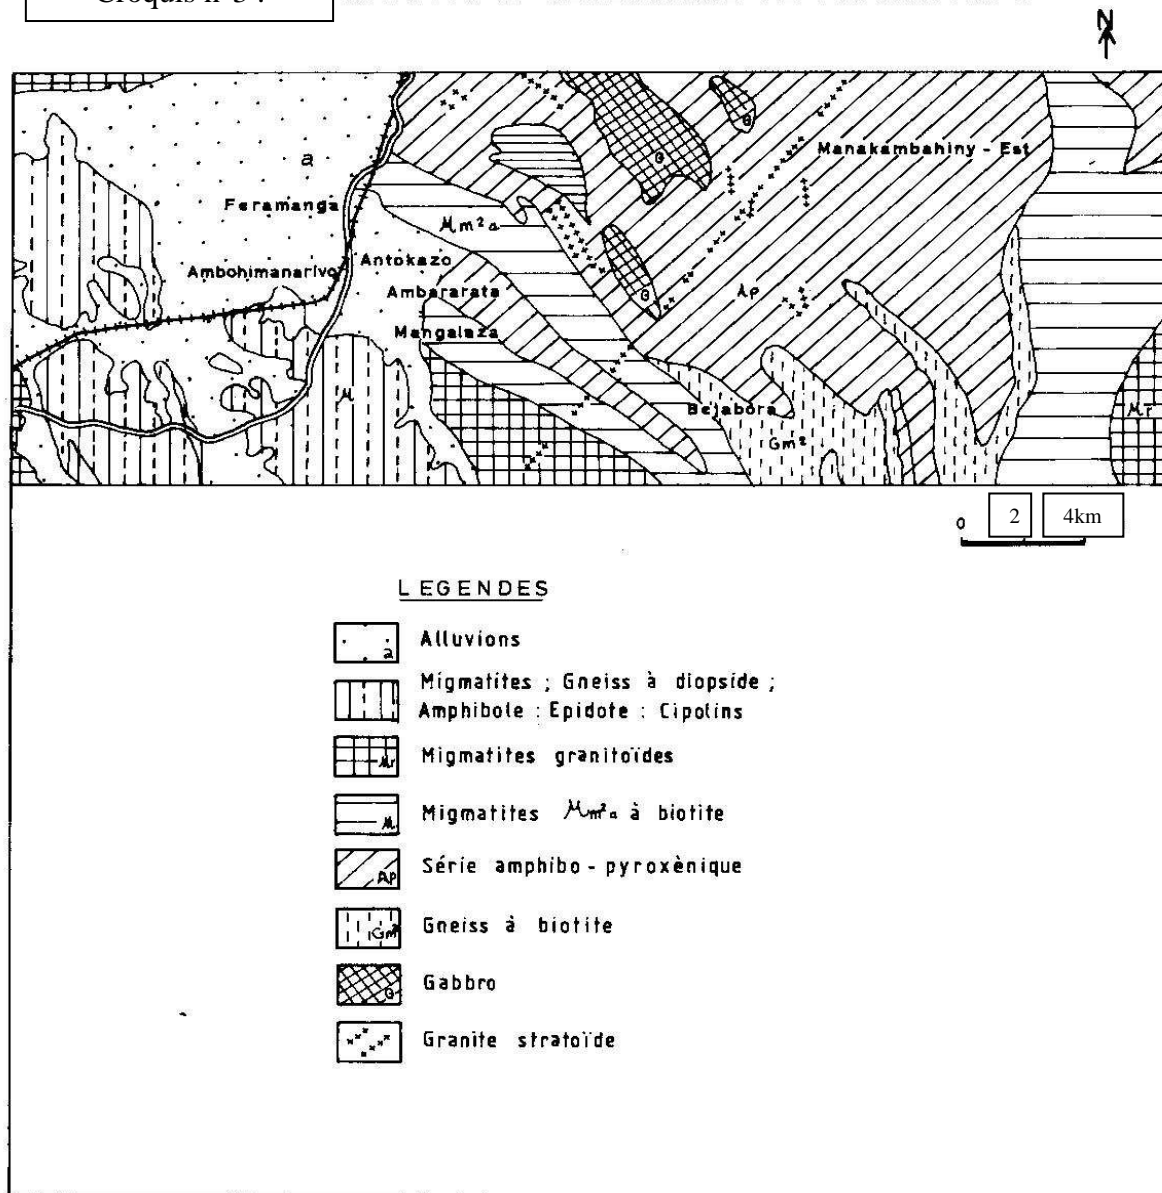 Croquis n°3 :
N
a
Manakambahiny - Est
G
G
Feramanga
Mm²a
Antokazo
Ambohimanarivo
Ambararata
G
Ap
Mangalaza
M
Bejabora
Mr
Gm²
0 2 4km
LEGENDES
a Alluvions
Migmatites ; Gneiss à diopside ;
Amphibole : Epidote : Cipolins
Mr Migmatites granitoïdes
M Migmatites Mm²a à biotite
Ap Série amphibo - pyroxènique
Gm² Gneiss à biotite
G Gabbro
Granite stratoïde